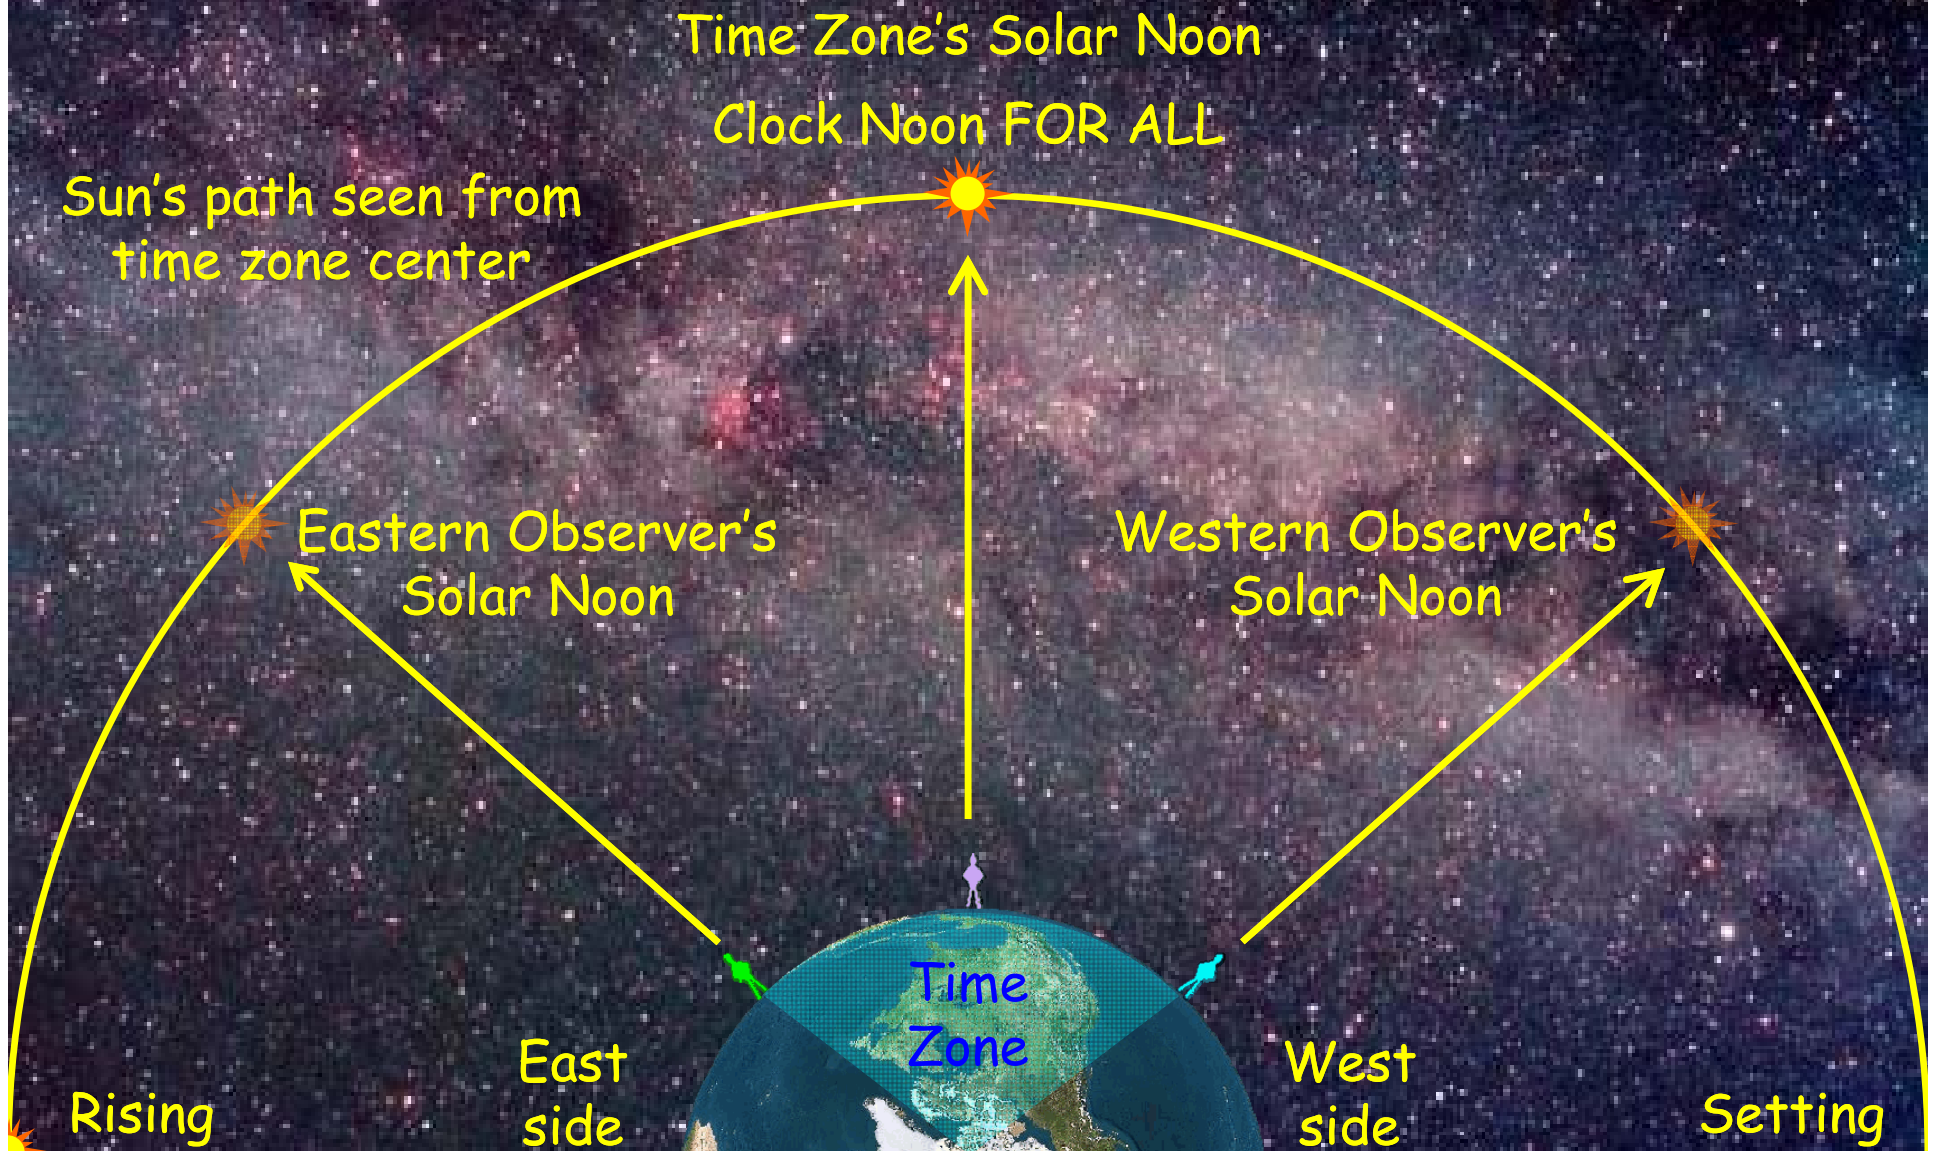 Time Zone's Solar Noon
Clock Noon FOR ALL
Sun's path seen from
time zone center
Eastern Observer's
Solar Noon
Western Observer's
Solar Noon
Time
Zone
East
side
West
side
Rising
Setting